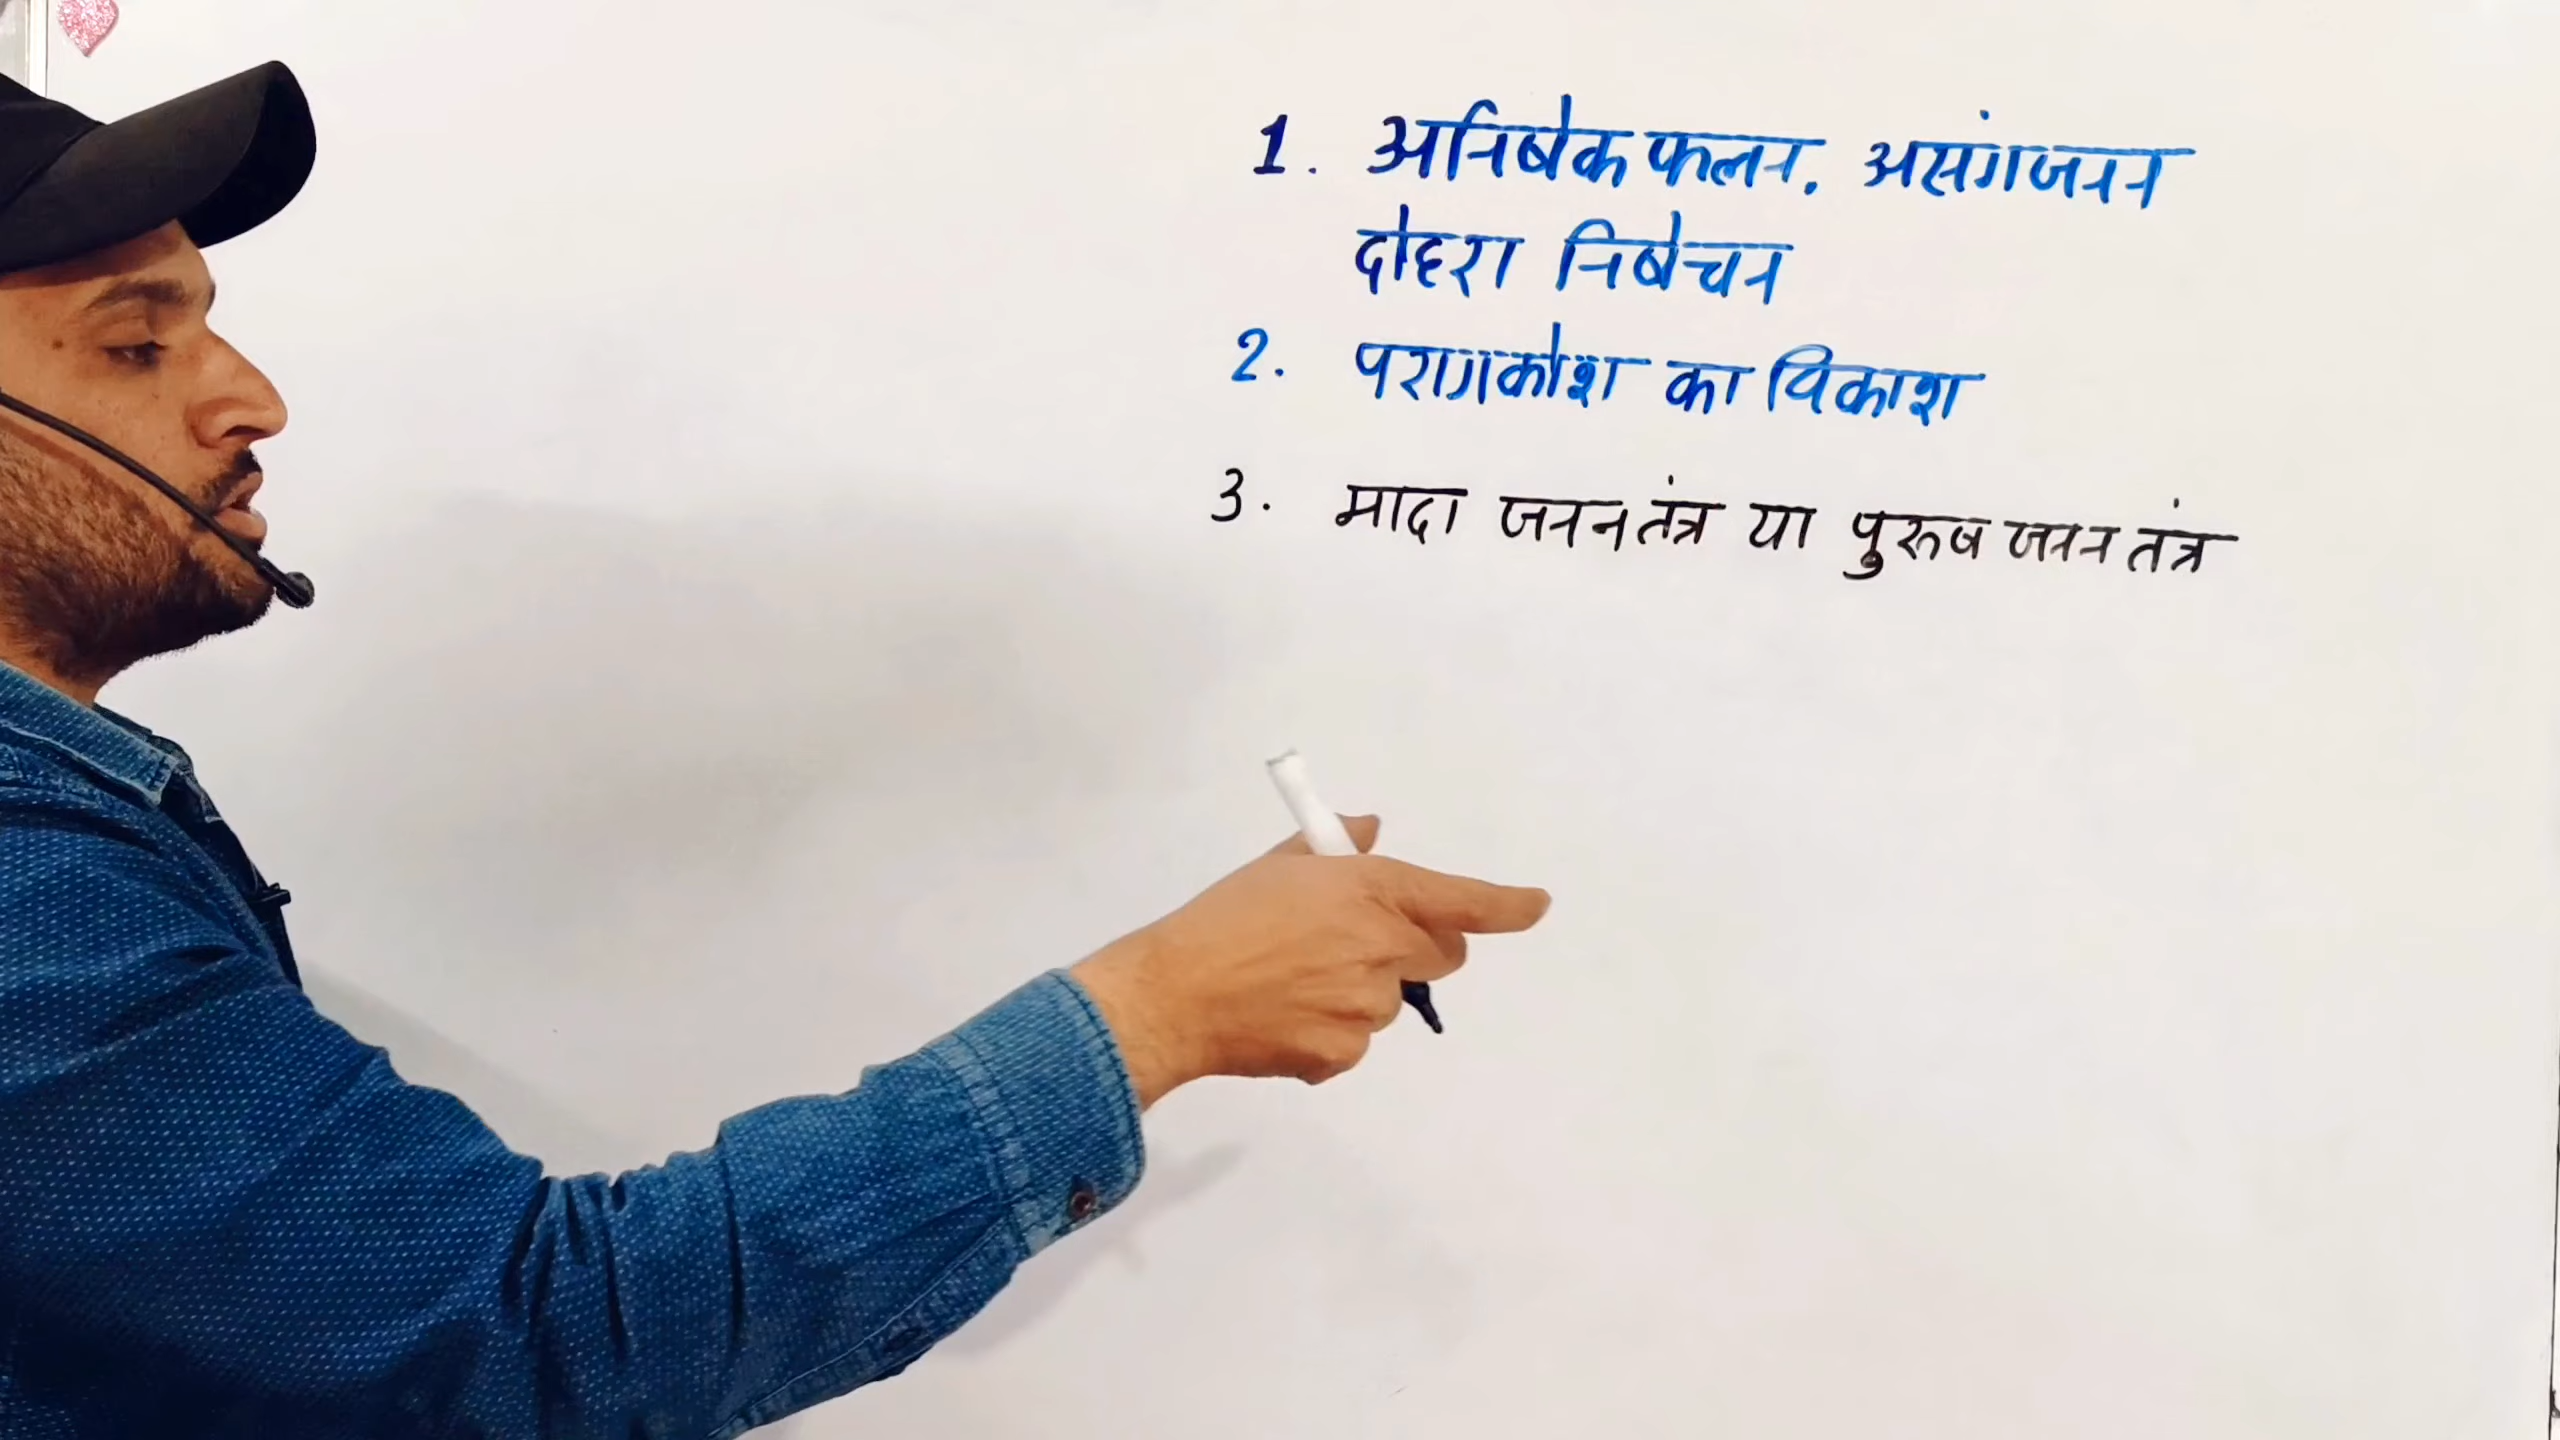 1. अनिषेक फलन. असंगजनन
दोहरा निषेचन
2. परागकोश का विकाश
3. मादा जनन तंत्र या पुरुष जनन तंत्र